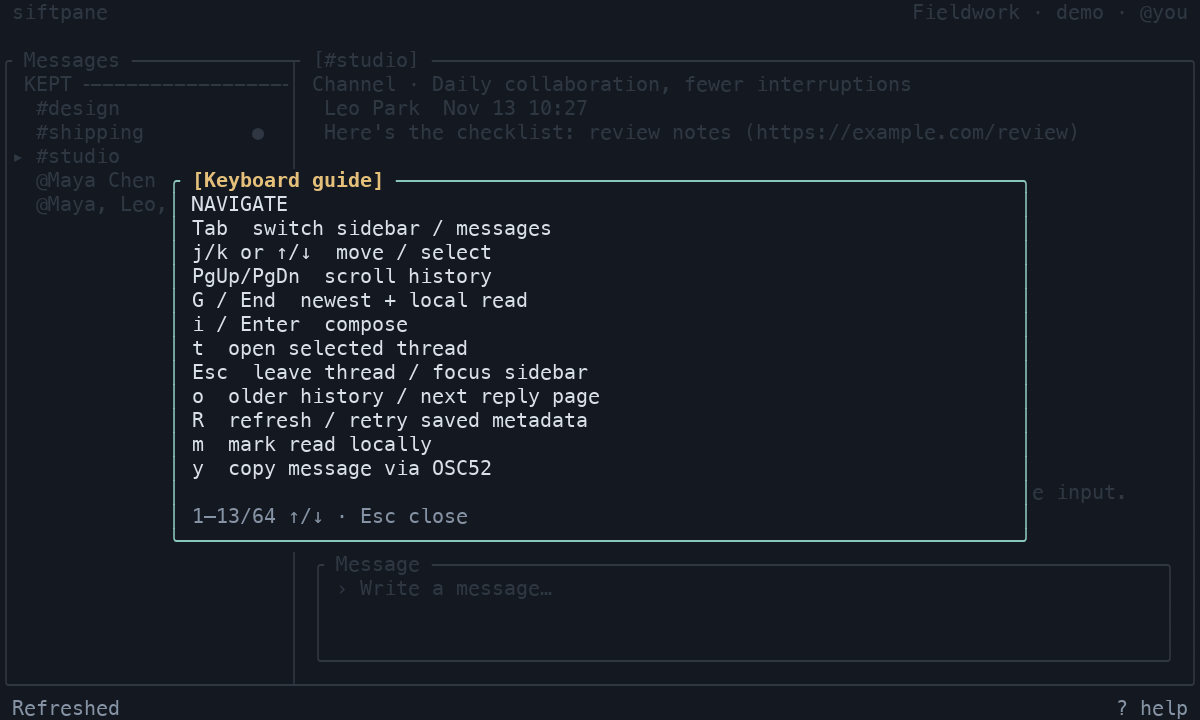 siftpane Fieldwork · demo · @you
Messages [#studio]
KEPT Channel · Daily collaboration, fewer interruptions
#design Leo Park Nov 13 10:27
#shipping ● Here's the checklist: review notes (https://example.com/review)
▸ #studio
@Maya Chen [Keyboard guide]
@Maya, Leo, NAVIGATE
Tab switch sidebar / messages
j/k or ↑/↓ move / select
PgUp/PgDn scroll history
G / End newest + local read
i / Enter compose
t open selected thread
Esc leave thread / focus sidebar
o older history / next reply page
R refresh / retry saved metadata
m mark read locally
y copy message via OSC52
e input.
1–13/64 ↑/↓ · Esc close
Message
› Write a message…
Refreshed ? help